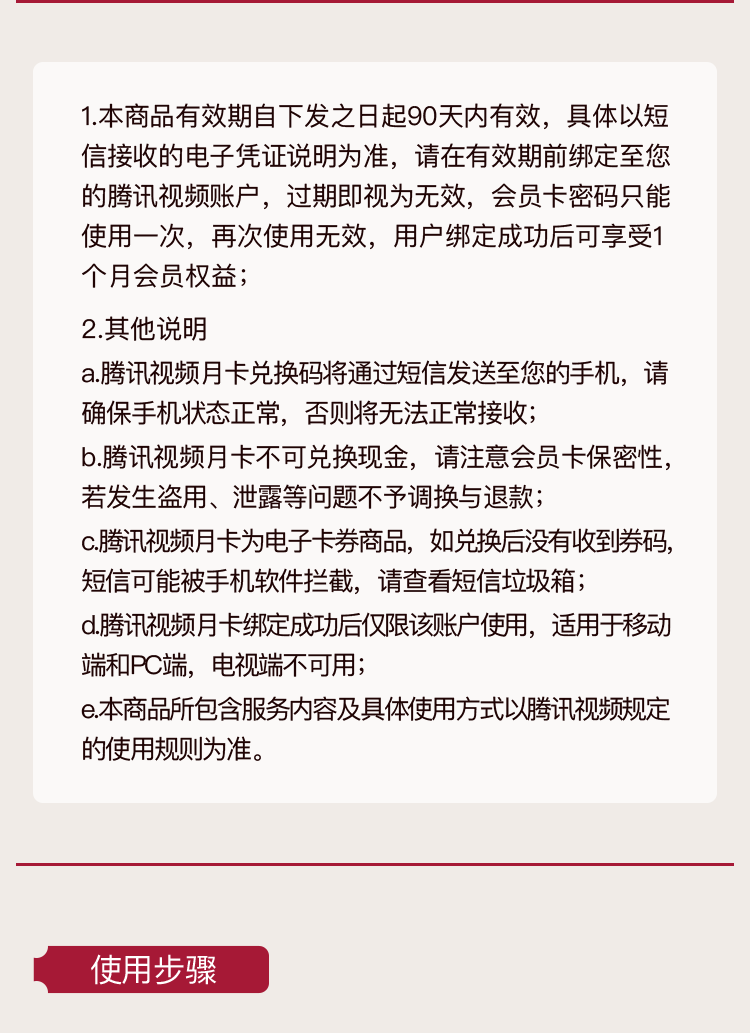 1.本商品有效期自下发之日起90天内有效，具体以短
信接收的电子凭证说明为准，请在有效期前绑定至您
的腾讯视频账户，过期即视为无效，会员卡密码只能
使用一次，再次使用无效，用户绑定成功后可享受1
个月会员权益；
2.其他说明
a.腾讯视频月卡兑换码将通过短信发送至您的手机，请
确保手机状态正常，否则将无法正常接收；
b.腾讯视频月卡不可兑换现金，请注意会员卡保密性，
若发生盗用、泄露等问题不予调换与退款；
c.腾讯视频月卡为电子卡券商品，如兑换后没有收到券码，
短信可能被手机软件拦截，请查看短信垃圾箱；
d.腾讯视频月卡绑定成功后仅限该账户使用，适用于移动
端和PC端，电视端不可用；
e.本商品所包含服务内容及具体使用方式以腾讯视频规定
的使用规则为准。
使用步骤